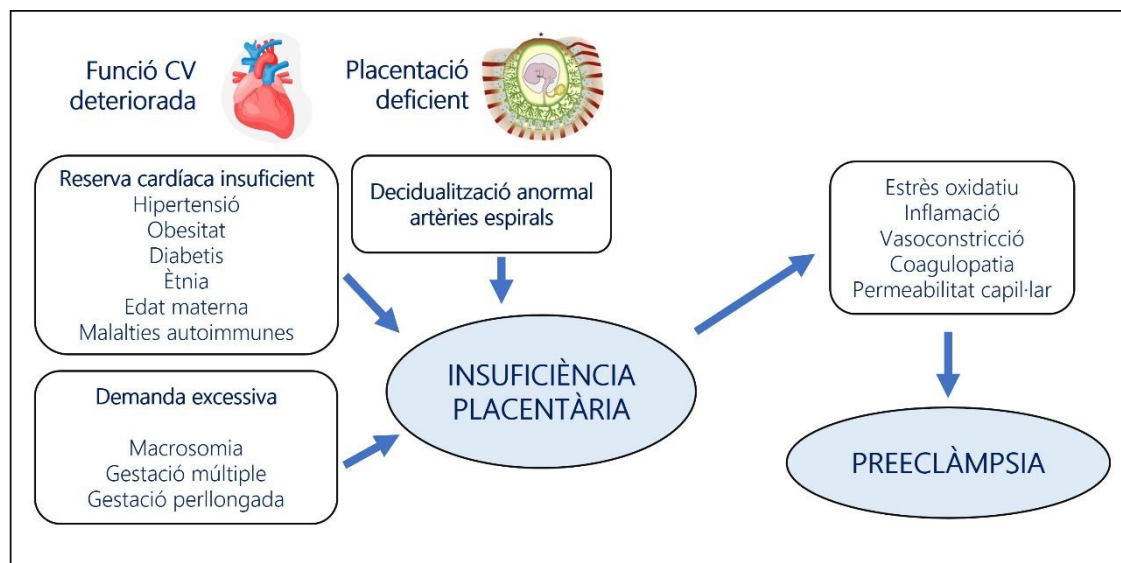 Funció CV
deteriorada
Placentació
deficient
Reserva cardíaca insuficient
Hipertensió
Obesitat
Diabetis
Ètnia
Edat materna
Malalties autoimmunes
Decidualització anormal
artèries espirals
Demanda excessiva
Macrosomia
Gestació múltiple
Gestació perllongada
INSUFICIÈNCIA
PLACENTÀRIA
Estrès oxidatiu
Inflamació
Vasoconstricció
Coagulopatia
Permeabilitat capil·lar
PREECLÀMPSIA